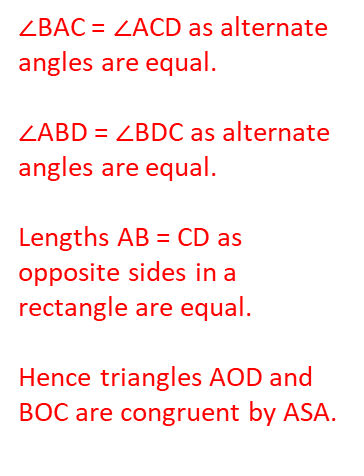 ∠BAC = ∠ACD as alternate
angles are equal.
∠ABD = ∠BDC as alternate
angles are equal.
Lengths AB = CD as
opposite sides in a
rectangle are equal.
Hence triangles AOD and
BOC are congruent by ASA.